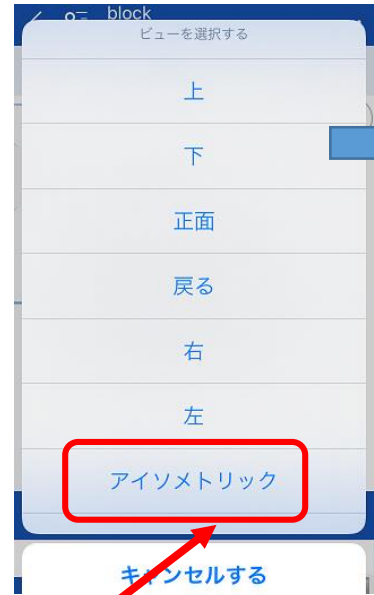 block
ビューを選択する
上
下
正面
戻る
右
左
アイソメトリック
キャンセルする